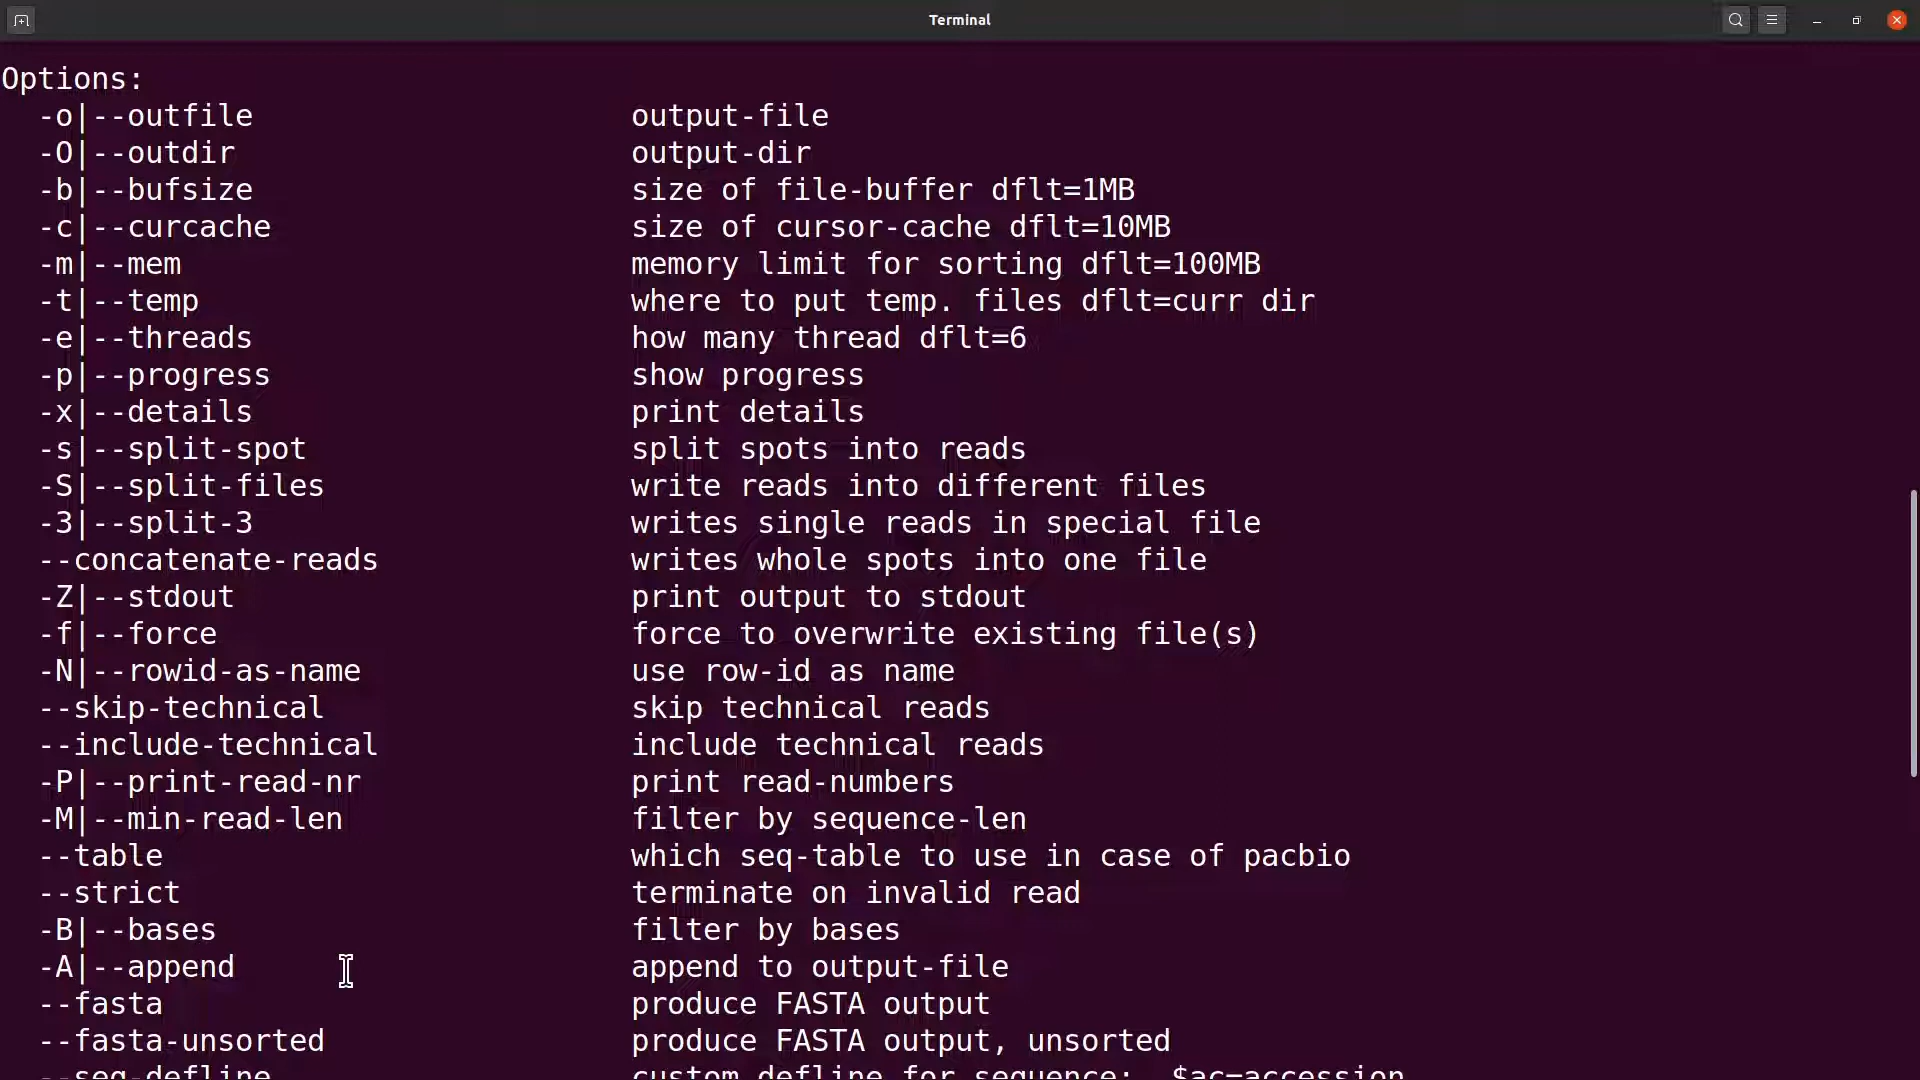 Terminal
Options:
-o|--outfile output-file
-O|--outdir output-dir
-b|--bufsize size of file-buffer dflt=1MB
-c|--curcache size of cursor-cache dflt=10MB
-m|--mem memory limit for sorting dflt=100MB
-t|--temp where to put temp. files dflt=curr dir
-e|--threads how many thread dflt=6
-p|--progress show progress
-x|--details print details
-s|--split-spot split spots into reads
-S|--split-files write reads into different files
-3|--split-3 writes single reads in special file
--concatenate-reads writes whole spots into one file
-Z|--stdout print output to stdout
-f|--force force to overwrite existing file(s)
-N|--rowid-as-name use row-id as name
--skip-technical skip technical reads
--include-technical include technical reads
-P|--print-read-nr print read-numbers
-M|--min-read-len filter by sequence-len
--table which seq-table to use in case of pacbio
--strict terminate on invalid read
-B|--bases filter by bases
-A|--append append to output-file
--fasta produce FASTA output
--fasta-unsorted produce FASTA output, unsorted
--seq-defline custom defline for sequence: $ac=accession